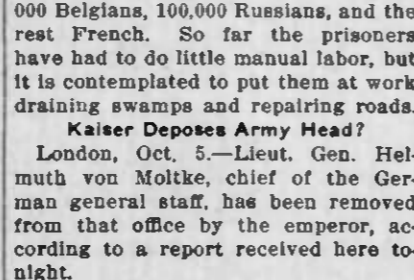 000 Belgians, 100,000 Russians, and the
rest French. So far the prisoners
have had to do little manual labor, but
it is contemplated to put them at work
draining swamps and repairing roads.
Kaiser Deposes Army Head?
London, Oct. 5.—Lieut. Gen. Hel-
muth von Moltke, chief of the Ger-
man general staff, has been removed
from that office by the emperor, ac-
cording to a report received here to-
night.